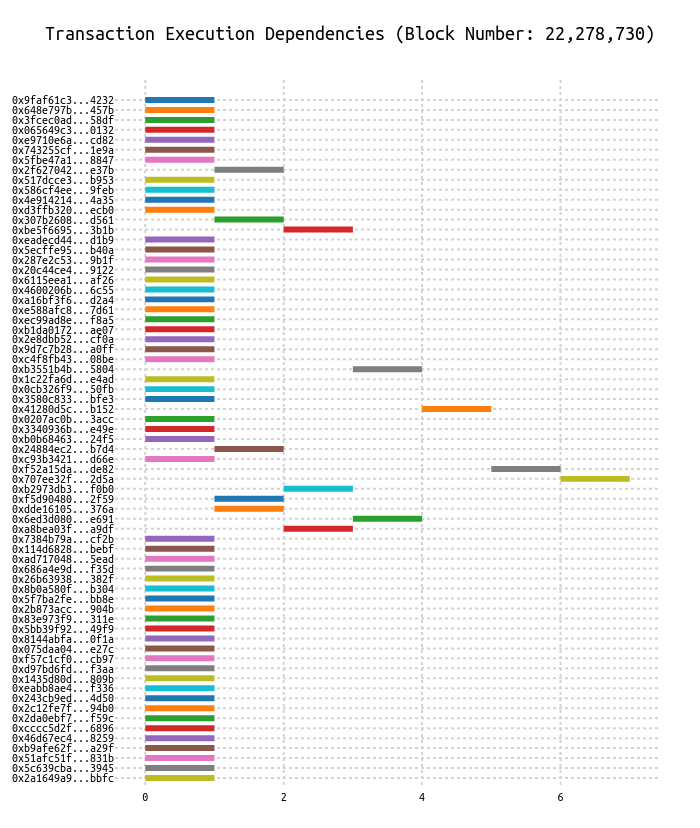 Transaction Execution Dependencies (Block Number: 22,278,730)
0x9faf61c3...4232
0x648e797b...457b
0x3fcec0ad...58df
0x065649c3...0132
0xe9710e6a...cd82
0x743255cf...1e9a
0x5fbe47a1...8847
0x2f627042...e37b
0x517dcce3...b953
0x586cf4ee...9feb
0x4e914214...4a35
0xd3ffb320...ecb0
0x307b2608...d561
0xbe5f6695...3b1b
0xeadecd44...d1b9
0x5ecffe95...b40a
0x287e2c53...9b1f
0x20c44ce4...9122
0x6115eea1...af26
0x4600206b...6c55
0xa16bf3f6...d2a4
0xe588afc8...7d61
0xec99ad8e...f8a5
0xb1da0172...ae07
0x2e8dbb52...cf0a
0x9d7c7b28...a0ff
0xc4f8fb43...08be
0xb3551b4b...5804
0x1c22fa6d...e4ad
0x0cb326f9...50fb
0x3580c833...bfe3
0x41280d5c...b152
0x0207ac0b...3acc
0x3340936b...e49e
0xb0b68463...24f5
0x24884ec2...b7d4
0xc93b3421...d66e
0xf52a15da...de82
0x707ee32f...2d5a
0xb2973db3...f0b0
0xf5d90480...2f59
0xdde16105...376a
0x6ed3d080...e691
0xa8bea03f...a9df
0x7384b79a...cf2b
0x114d6828...bebf
0xad717048...5ead
0x686a4e9d...f35d
0x26b63938...382f
0x8b0a580f...b304
0x5f7ba2fe...bb8e
0x2b873acc...904b
0x83e973f9...311e
0x5bb39f92...49f9
0x8144abfa...0f1a
0x075daa04...e27c
0xf57c1cf0...cb97
0xd97bd6fd...f3aa
0x1435d80d...809b
0xeabb8ae4...f336
0x243cb9ed...4d50
0x2c12fe7f...94b0
0x2da0ebf7...f59c
0xcccc5d2f...6896
0x46d67ec4...8259
0xb9afe62f...a29f
0x51afc51f...831b
0x5c639cba...3945
0x2a1649a9...bbfc
0 2 4 6